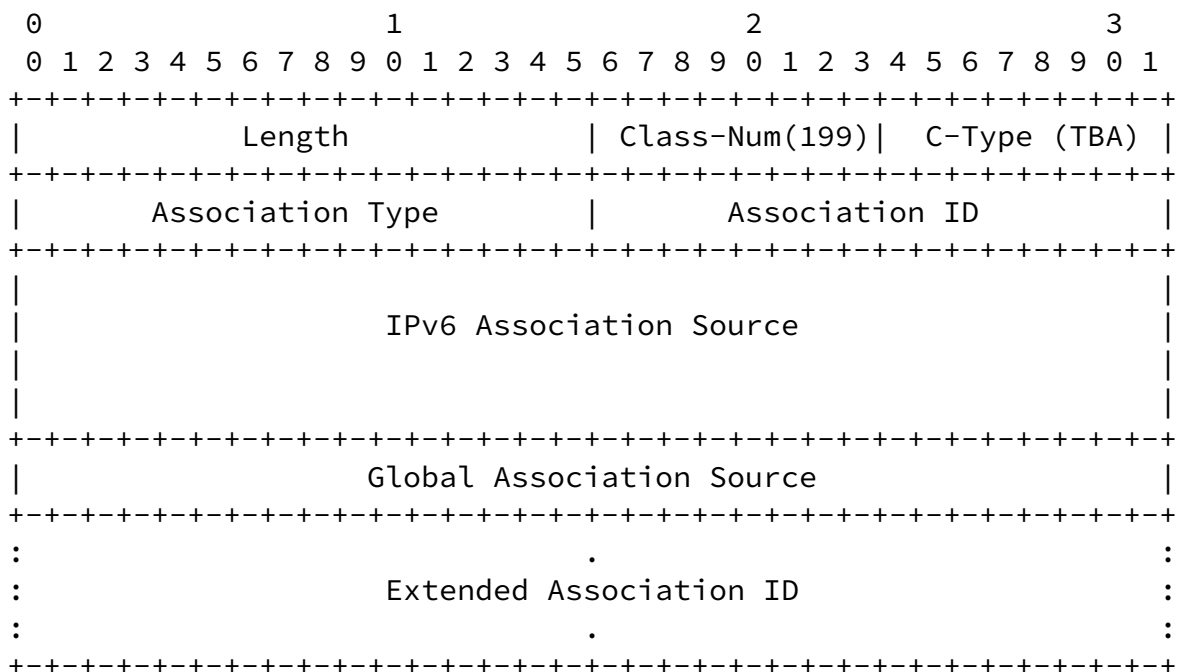 0                   1                   2                   3
0 1 2 3 4 5 6 7 8 9 0 1 2 3 4 5 6 7 8 9 0 1 2 3 4 5 6 7 8 9 0 1
+-+-+-+-+-+-+-+-+-+-+-+-+-+-+-+-+-+-+-+-+-+-+-+-+-+-+-+-+-+-+-+-+
|            Length             | Class-Num(199)|  C-Type (TBA) |
+-+-+-+-+-+-+-+-+-+-+-+-+-+-+-+-+-+-+-+-+-+-+-+-+-+-+-+-+-+-+-+-+
|       Association Type        |       Association ID          |
+-+-+-+-+-+-+-+-+-+-+-+-+-+-+-+-+-+-+-+-+-+-+-+-+-+-+-+-+-+-+-+-+
|                                                               |
|                    IPv6 Association Source                    |
|                                                               |
|                                                               |
+-+-+-+-+-+-+-+-+-+-+-+-+-+-+-+-+-+-+-+-+-+-+-+-+-+-+-+-+-+-+-+-+
|                   Global Association Source                   |
+-+-+-+-+-+-+-+-+-+-+-+-+-+-+-+-+-+-+-+-+-+-+-+-+-+-+-+-+-+-+-+-+
:                               .                               :
:                    Extended Association ID                    :
:                               .                               :
+-+-+-+-+-+-+-+-+-+-+-+-+-+-+-+-+-+-+-+-+-+-+-+-+-+-+-+-+-+-+-+-+